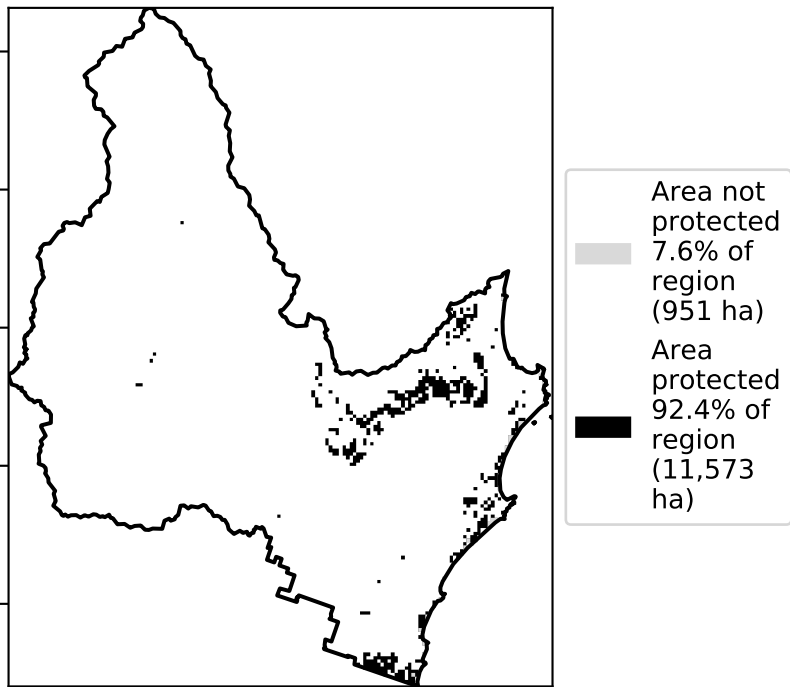 Area not
protected
7.6% of
region
(951 ha)
Area
protected
92.4% of
region
(11,573
ha)